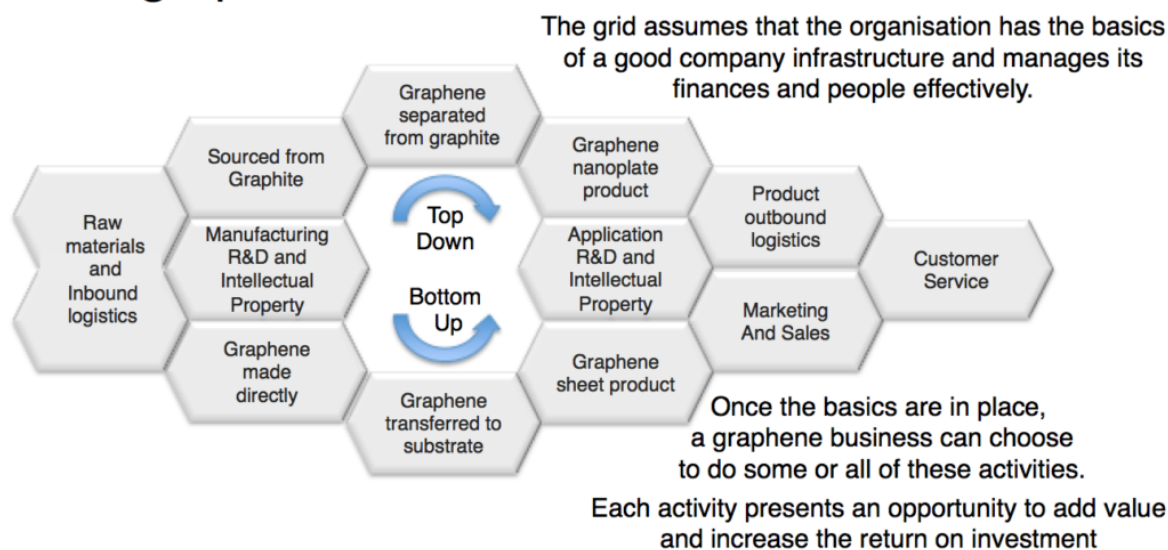 The grid assumes that the organisation has the basics
of a good company infrastructure and manages its
finances and people effectively.
Raw
materials
and
Inbound
logistics
Sourced from
Graphite
Manufacturing
R&D and
Intellectual
Property
Graphene
made
directly
Graphene
separated
from graphite
Top
Down
Bottom
Up
Graphene
transferred to
substrate
Graphene
nanoplate
product
Application
R&D and
Intellectual
Property
Graphene
sheet product
Product
outbound
logistics
Marketing
And Sales
Customer
Service
Once the basics are in place,
a graphene business can choose
to do some or all of these activities.
Each activity presents an opportunity to add value
and increase the return on investment